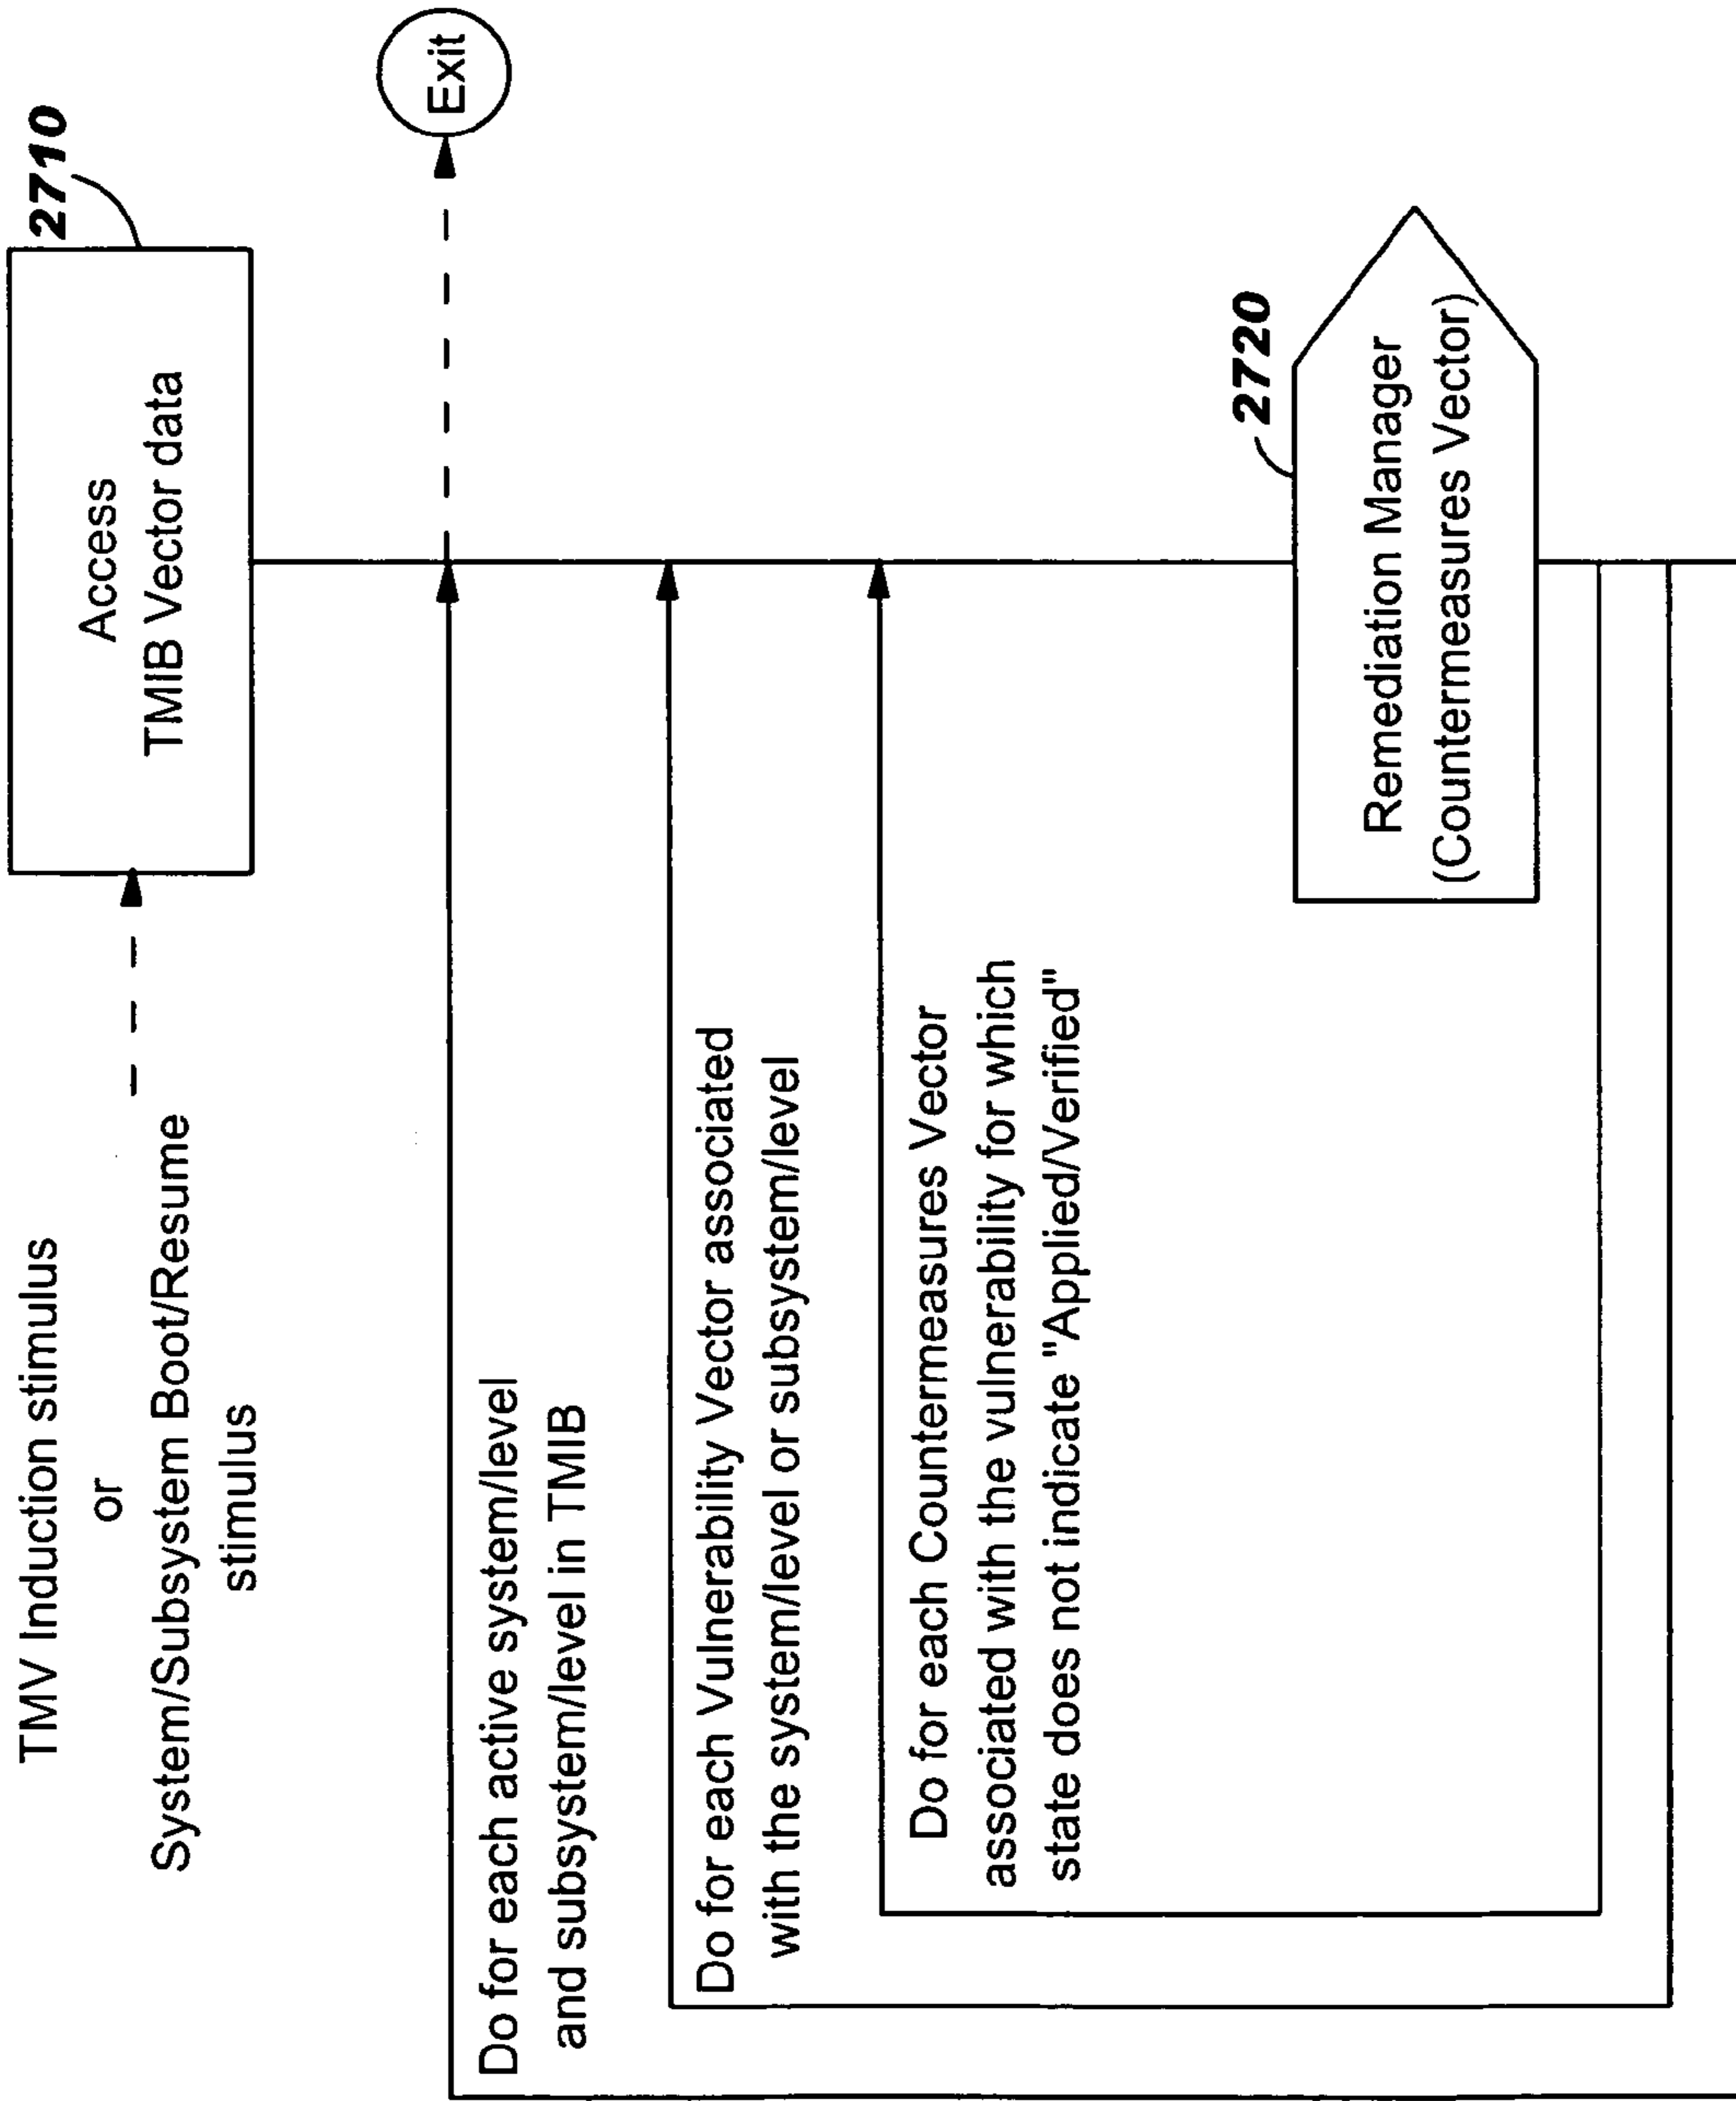 TMV Induction stimulus
or
System/Subsystem Boot/Resume
stimulus
Access
TMIB Vector data
2710
Exit
Do for each active system/level
and subsystem/level in TMIB
Do for each Vulnerability Vector associated
with the system/level or subsystem/level
Do for each Countermeasures Vector
associated with the vulnerability for which
state does not indicate "Applied/Verified"
2720
Remediation Manager
(Countermeasures Vector)